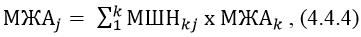 МЖА_j = ∑_1^k МШН_kj x МЖА_k , (4.4.4)